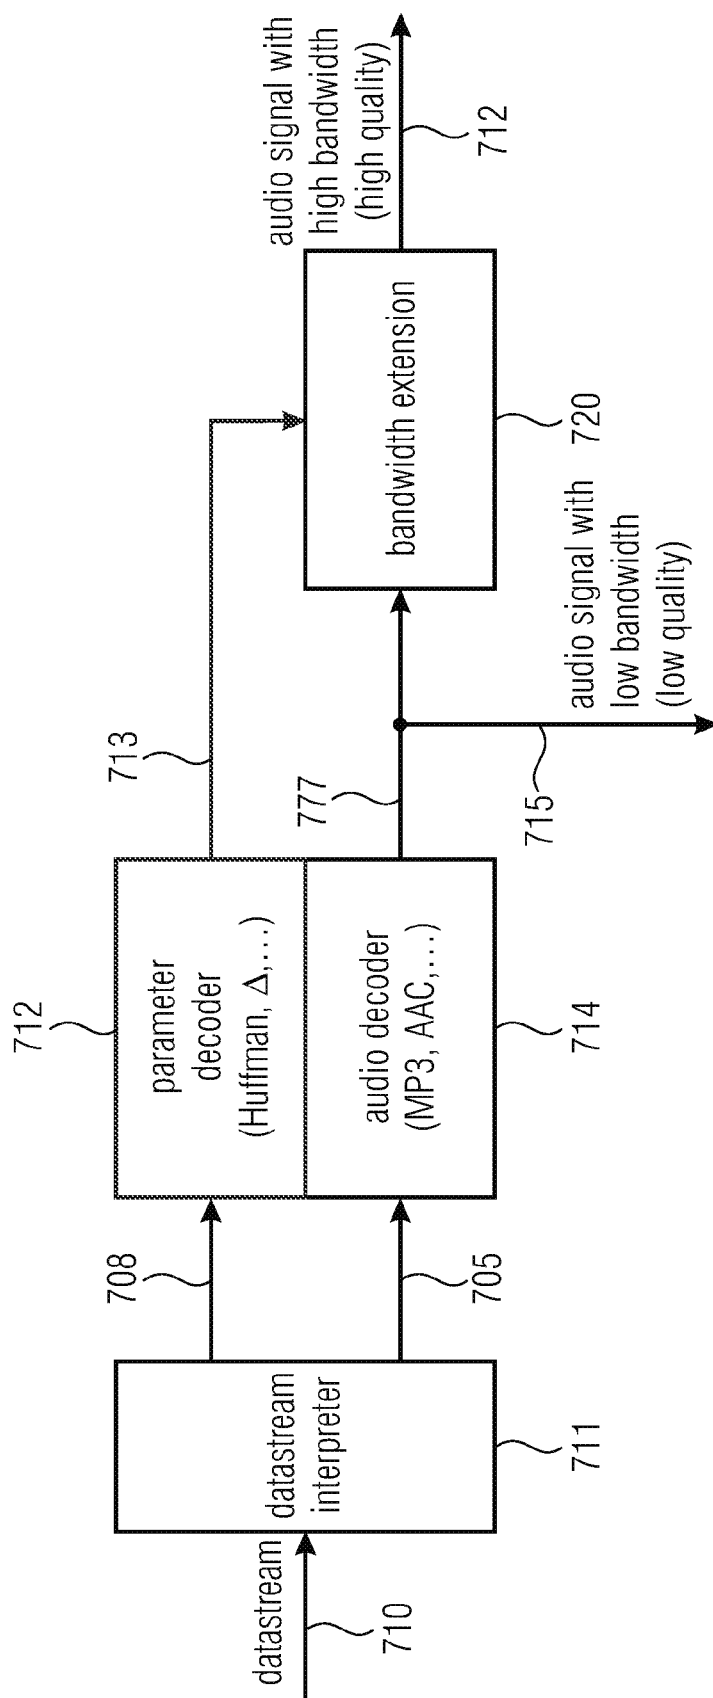 datastream
710
datastream
interpreter
711
708
705
712
parameter
decoder
(Huffman, Δ,...)
audio decoder
(MP3, AAC,...)
714
713
777
715
audio signal with
low bandwidth
(low quality)
bandwidth extension
720
audio signal with
high bandwidth
(high quality)
712